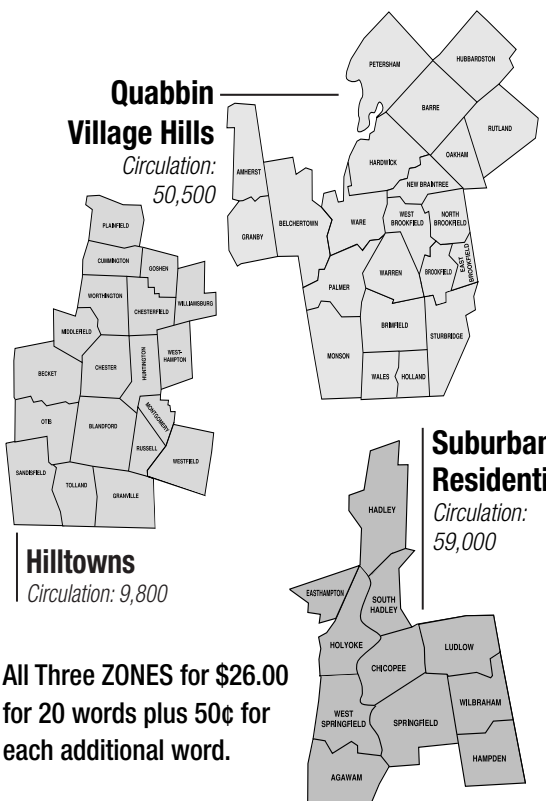 Quabbin
Village Hills
Circulation:
50,500
PETERSHAM
HUBBARDSTON
BARRE
RUTLAND
HARDWICK
OAKHAM
NEW BRAINTREE
AMHERST
BELCHERTOWN
GRANBY
WARE
WEST
BROOKFIELD
NORTH
BROOKFIELD
EAST
BROOKFIELD
BROOKFIELD
WARREN
PALMER
BRIMFIELD
STURBRIDGE
MONSON
WALES
HOLLAND
PLAINFIELD
CUMMINGTON
GOSHEN
WORTHINGTON
CHESTERFIELD
WILLIAMSBURG
MIDDLEFIELD
WEST-
HAMPTON
HUNTINGTON
CHESTER
BECKET
MONTGOMERY
OTIS
BLANDFORD
RUSSELL
WESTFIELD
SANDISFIELD
TOLLAND
GRANVILLE
Hilltowns
Circulation: 9,800
Suburban
Residenti
Circulation:
59,000
HADLEY
EASTHAMPTON
SOUTH
HADLEY
HOLYOKE
CHICOPEE
LUDLOW
WEST
SPRINGFIELD
SPRINGFIELD
WILBRAHAM
HAMPDEN
AGAWAM
All Three ZONES for $26.00
for 20 words plus 50¢ for
each additional word.